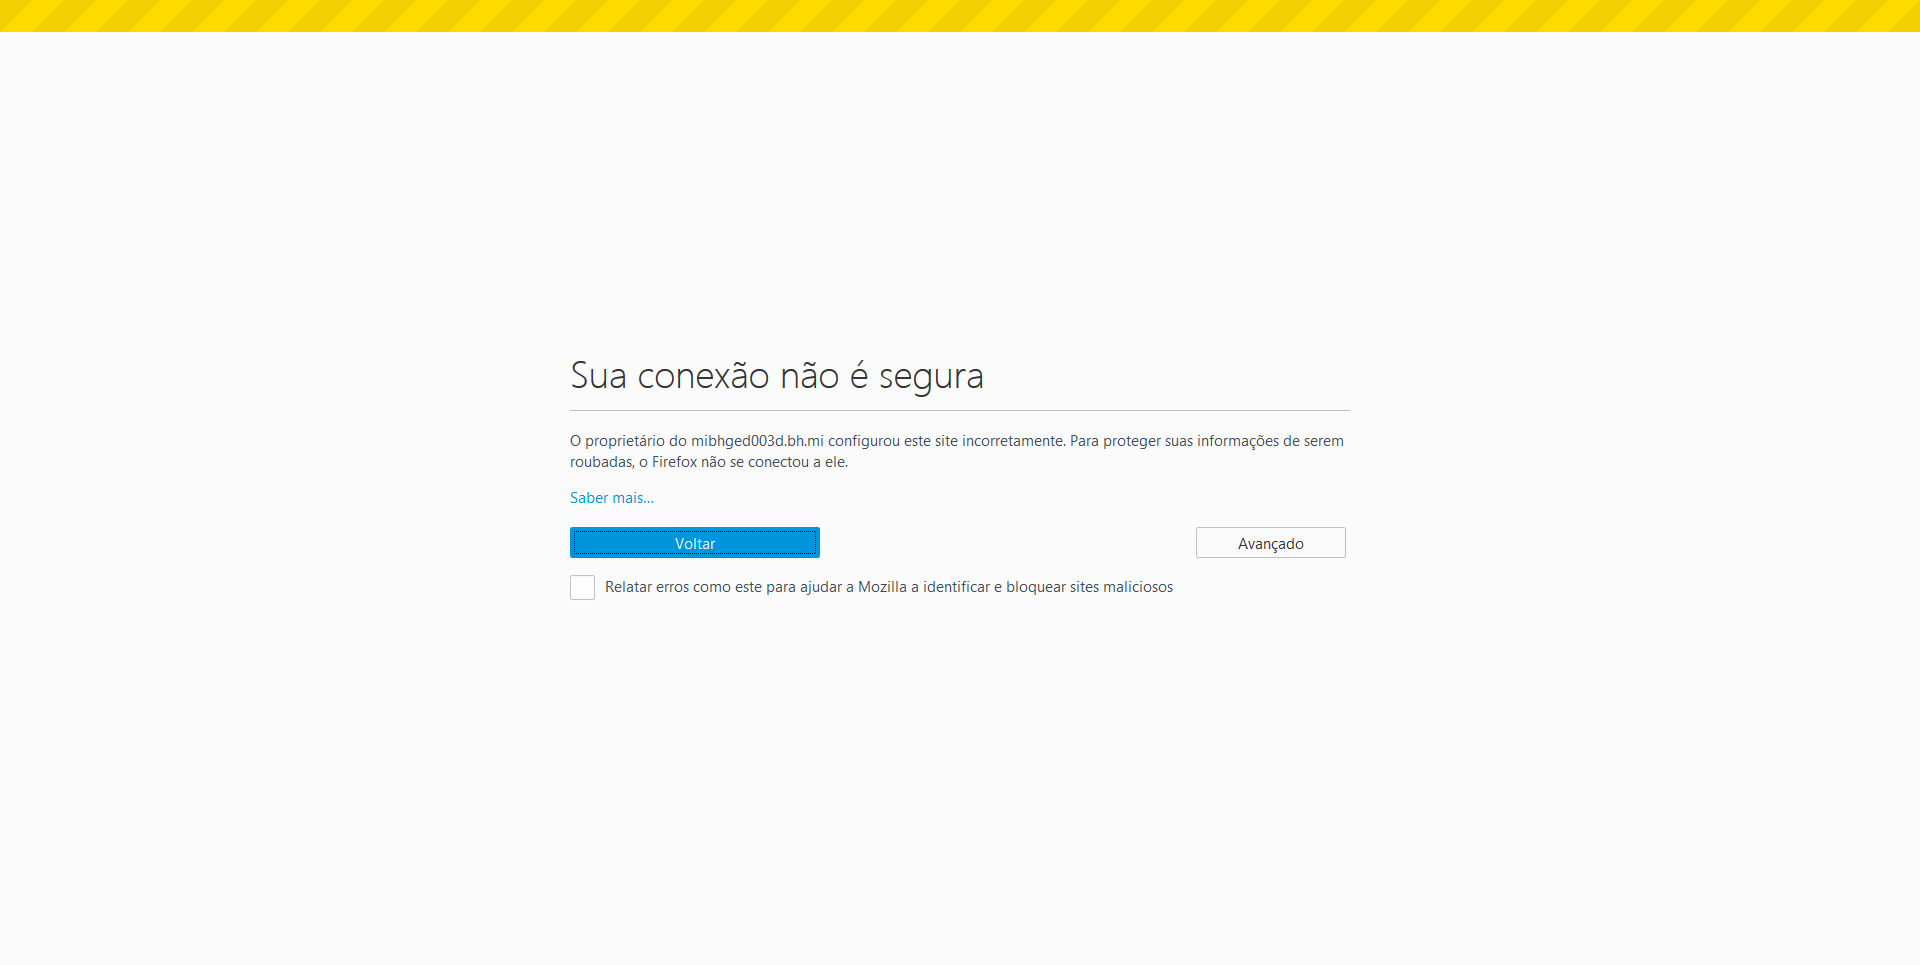 Sua conexão não é segura
O proprietário do mibhged003d.bh.mi configurou este site incorretamente. Para proteger suas informações de serem
roubadas, o Firefox não se conectou a ele.
Saber mais...
Voltar
Avançado
Relatar erros como este para ajudar a Mozilla a identificar e bloquear sites maliciosos